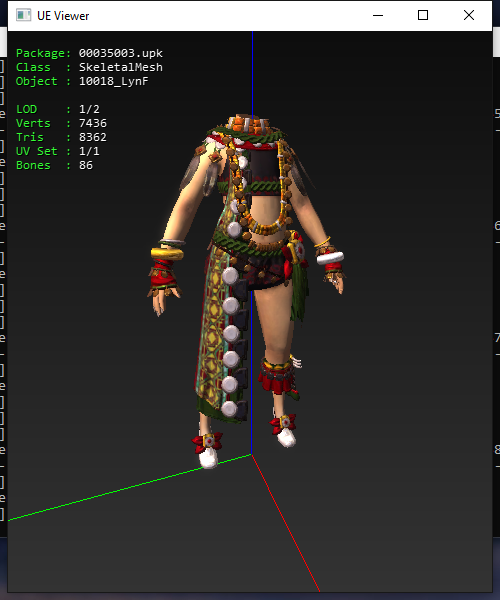 UE Viewer
Package: 00035003.upk
Class : SkeletalMesh
Object : 10018_LynF
LOD : 1/2
Verts : 7436
Tris : 8362
UV Set : 1/1
Bones : 86